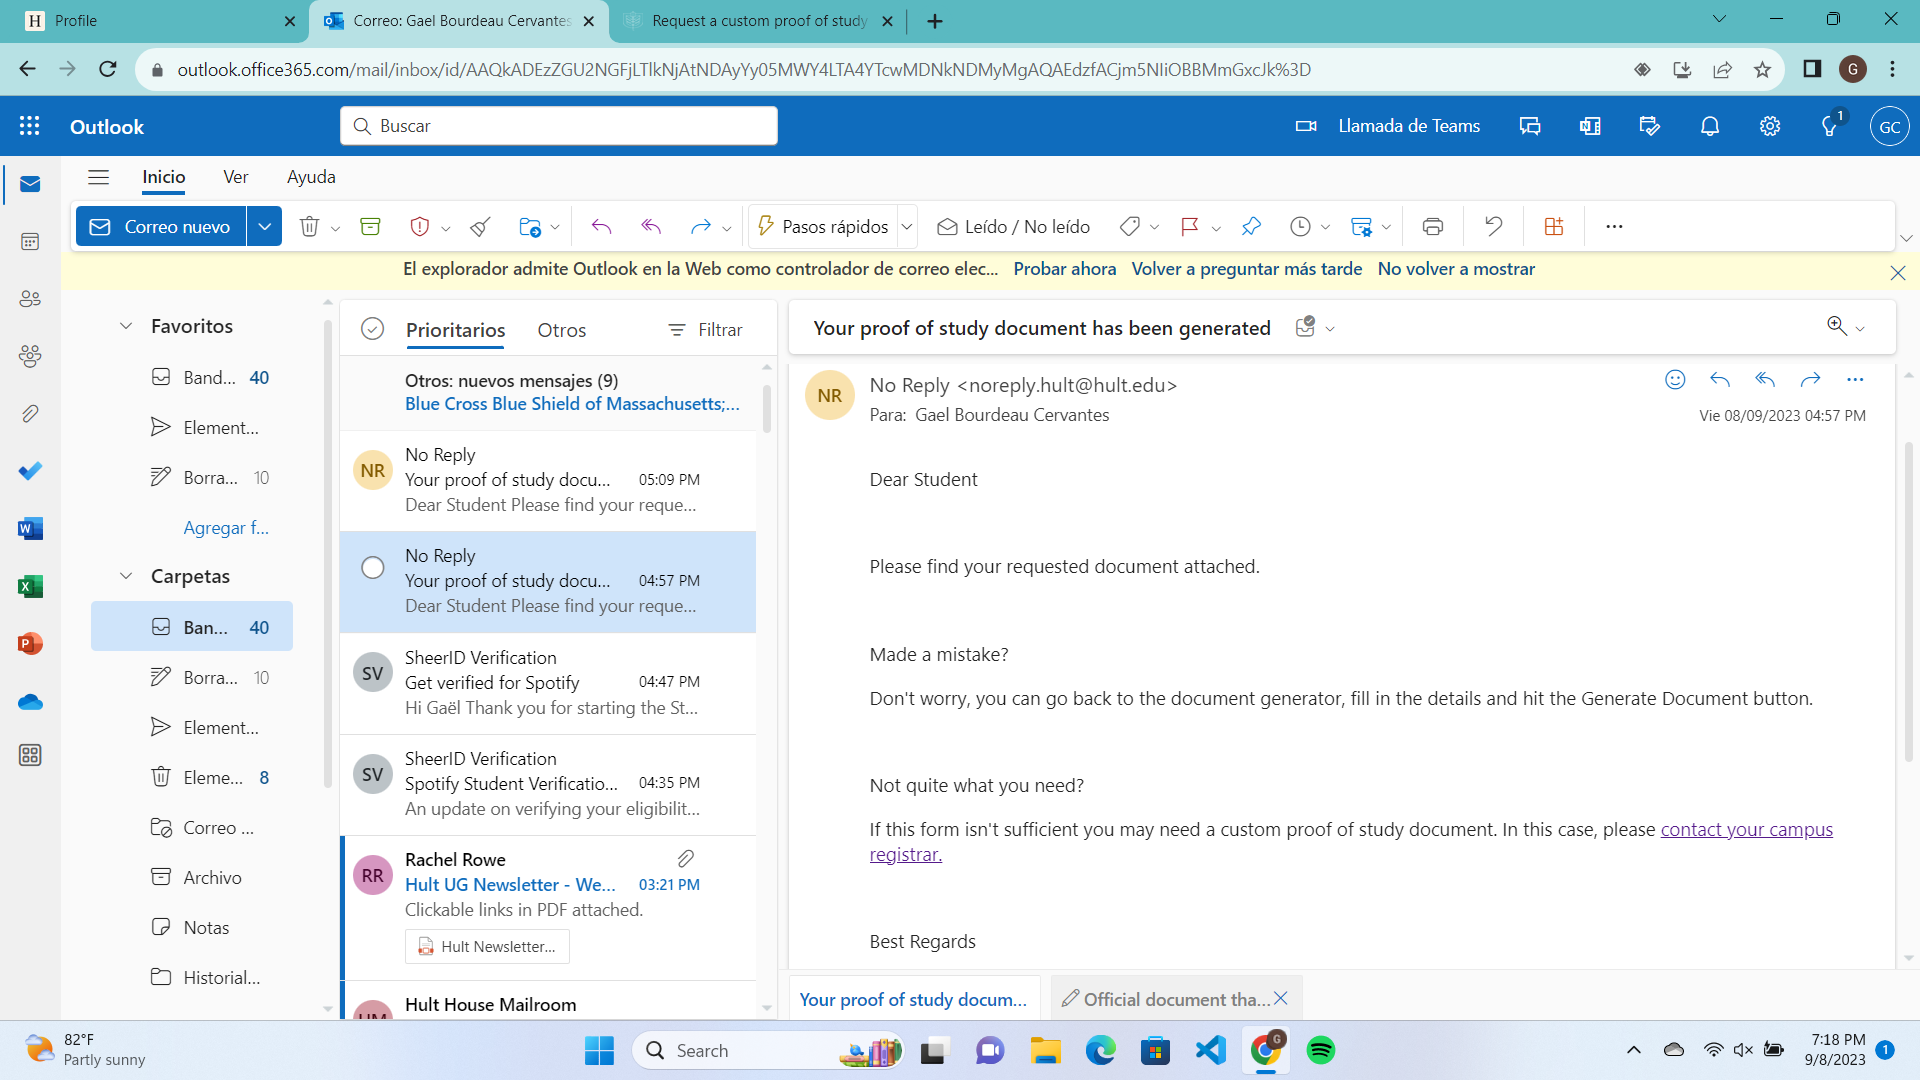 Profile
Correo: Gael Bourdeau Cervantes
Request a custom proof of study
outlook.office365.com/mail/inbox/id/AAQkADEzZGU2NGFjLTlkNjAtNDAyYy05MWY4LTA4YTcwMDNkNDMyMgAQAEdzfACjm5NIiOBBMmGxcJk%3D
G
Outlook
Buscar
Llamada de Teams
1
GC
Inicio
Ver
Ayuda
Correo nuevo
Pasos rápidos
Leído / No leído
El explorador admite Outlook en la Web como controlador de correo elec...
Probar ahora
Volver a preguntar más tarde
No volver a mostrar
Favoritos
Band... 40
Element...
Borra... 10
Agregar f...
Carpetas
Ban... 40
Borra... 10
Element...
Eleme... 8
Correo ...
Archivo
Notas
Historial...
Prioritarios
Otros
Filtrar
Otros: nuevos mensajes (9)
Blue Cross Blue Shield of Massachusetts;...
NR
No Reply
Your proof of study docu... 05:09 PM
Dear Student Please find your reque...
No Reply
Your proof of study docu... 04:57 PM
Dear Student Please find your reque...
SV
SheerID Verification
Get verified for Spotify 04:47 PM
Hi Gaël Thank you for starting the St...
SV
SheerID Verification
Spotify Student Verificatio... 04:35 PM
An update on verifying your eligibilit...
RR
Rachel Rowe
Hult UG Newsletter - We... 03:21 PM
Clickable links in PDF attached.
Hult Newsletter...
HM
Hult House Mailroom
Your proof of study document has been generated
NR
No Reply <noreply.hult@hult.edu>
Para: Gael Bourdeau Cervantes
Vie 08/09/2023 04:57 PM
Dear Student
Please find your requested document attached.
Made a mistake?
Don't worry, you can go back to the document generator, fill in the details and hit the Generate Document button.
Not quite what you need?
If this form isn't sufficient you may need a custom proof of study document. In this case, please contact your campus
registrar.
Best Regards
Your proof of study docum...
Official document tha...
82°F
Partly sunny
Search
G
7:18 PM
9/8/2023
1